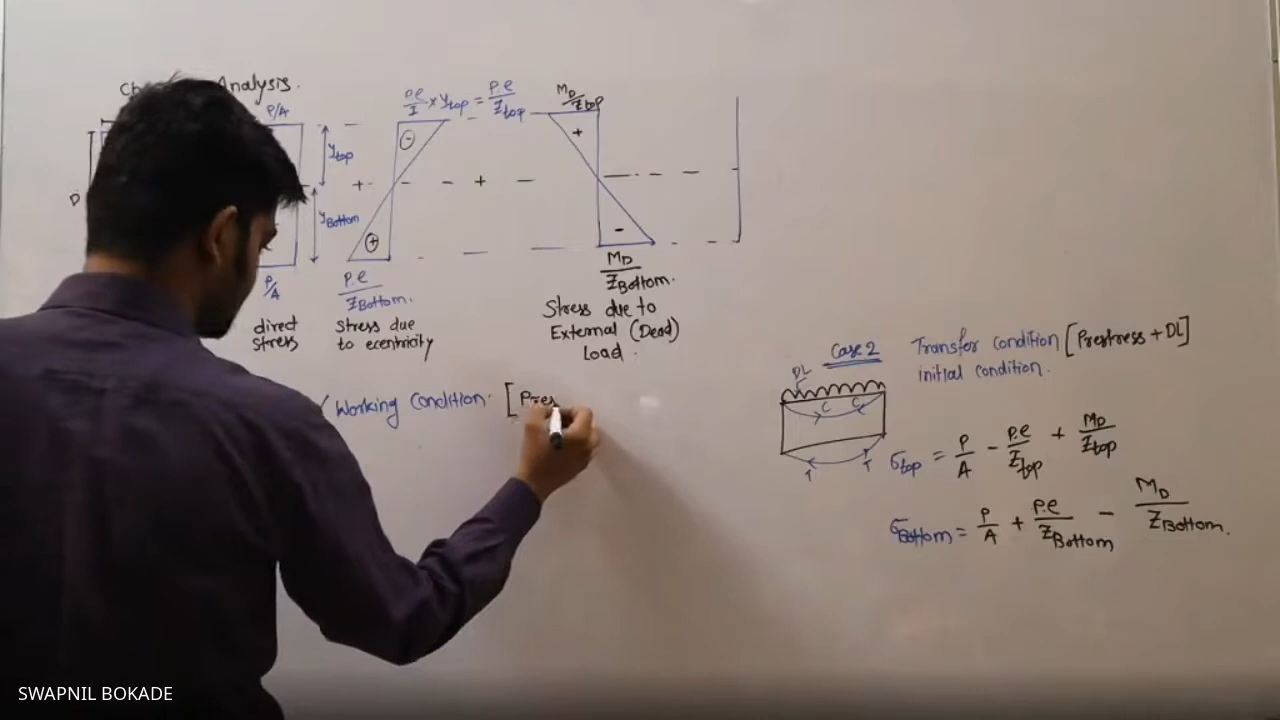 Analysis.
P/A
P.e/I × ytop = P.e/Ztop
MD/Ztop
-
+
ytop
+
+
D
yBottom
+
-
P/A
P.e/ZBottom.
MD/ZBottom.
direct stress
Stress due to ecentricity
Stress due to External (Dead) Load.
Working Condition. [Pres
Case 2 Transfor condition [Prestress + DL]
initial condition.
DL
C C
T T
σtop = P/A - P.e/Ztop + MD/Ztop
σBottom = P/A + P.e/ZBottom - MD/ZBottom.
SWAPNIL BOKADE